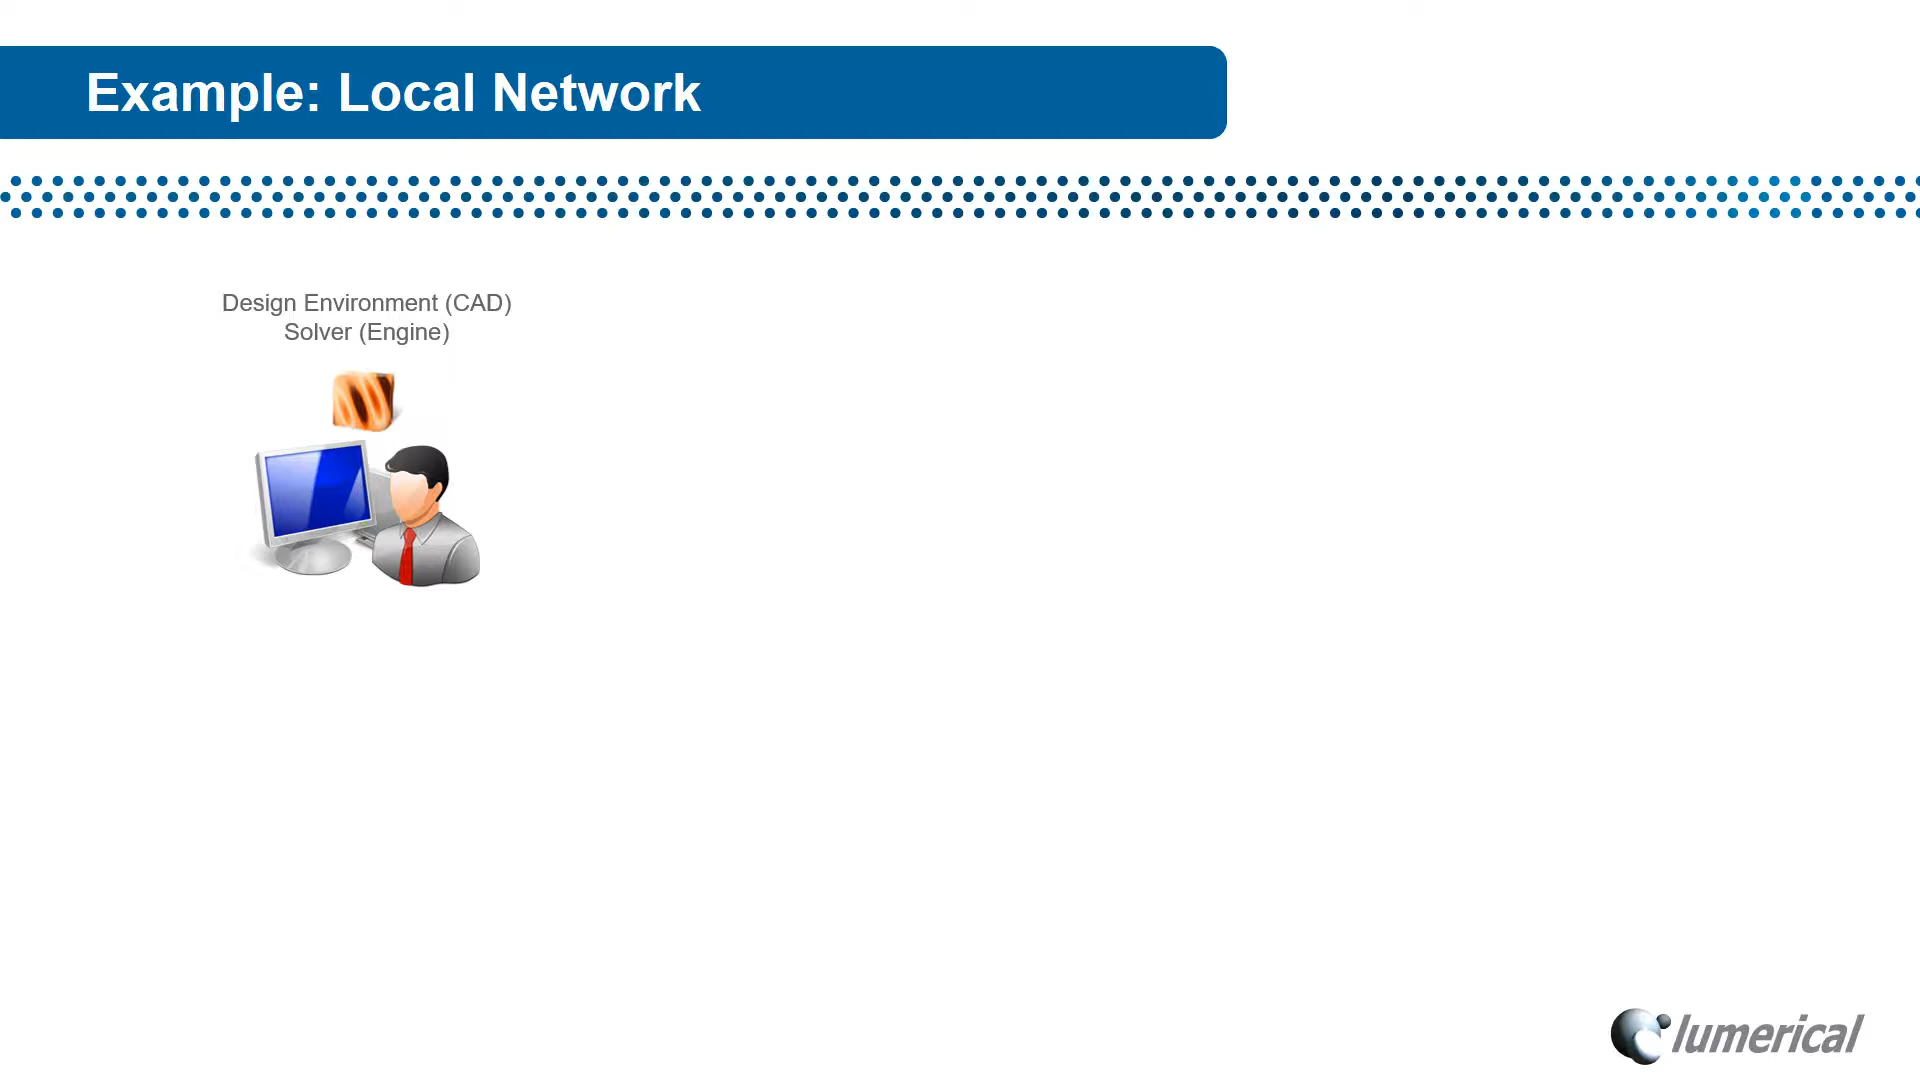 Example: Local Network
Design Environment (CAD)
Solver (Engine)
lumerical